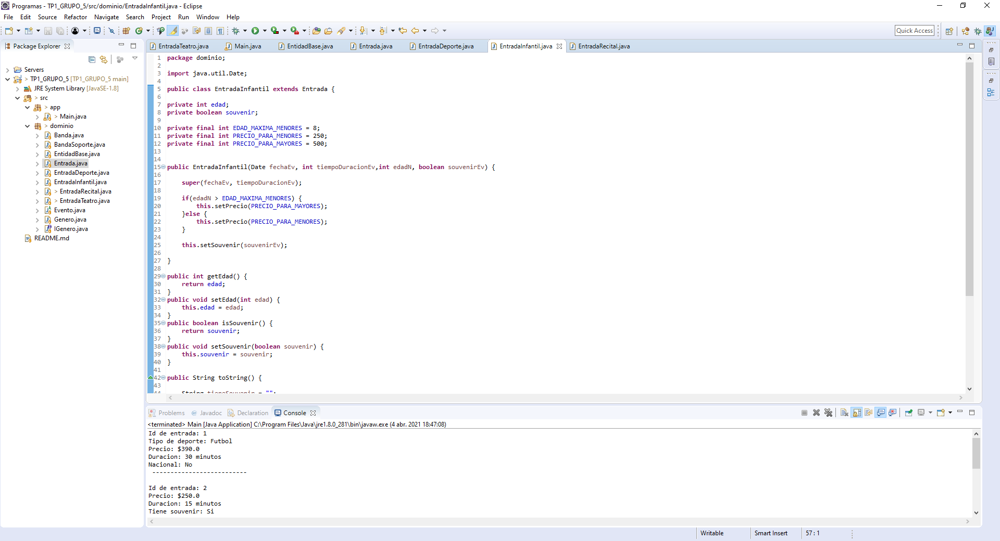 Programas - TP1_GRUPO_5/src/dominio/EntradaInfantil.java - Eclipse
File Edit Source Refactor Navigate Search Project Run Window Help
Quick Access
Package Explorer
Servers
> TP1_GRUPO_5 [TP1_GRUPO_5 main]
JRE System Library [JavaSE-1.8]
> src
> app
> Main.java
> dominio
Banda.java
BandaSoporte.java
EntidadBase.java
Entrada.java
EntradaDeporte.java
EntradaInfantil.java
> EntradaRecital.java
> EntradaTeatro.java
Evento.java
Genero.java
IGenero.java
README.md
EntradaTeatro.java Main.java EntidadBase.java Entrada.java EntradaDeporte.java EntradaInfantil.java EntradaRecital.java
1 package dominio;
2
3 import java.util.Date;
4
5 public class EntradaInfantil extends Entrada {
6
7 private int edad;
8 private boolean souvenir;
9
10 private final int EDAD_MAXIMA_MENORES = 8;
11 private final int PRECIO_PARA_MENORES = 250;
12 private final int PRECIO_PARA_MAYORES = 500;
13
14
15 public EntradaInfantil(Date fechaEv, int tiempoDuracionEv,int edadN, boolean souvenirEv) {
16
17     super(fechaEv, tiempoDuracionEv);
18
19     if(edadN > EDAD_MAXIMA_MENORES) {
20         this.setPrecio(PRECIO_PARA_MAYORES);
21     }else {
22         this.setPrecio(PRECIO_PARA_MENORES);
23     }
24
25     this.setSouvenir(souvenirEv);
26
27 }
28
29 public int getEdad() {
30     return edad;
31 }
32 public void setEdad(int edad) {
33     this.edad = edad;
34 }
35 public boolean isSouvenir() {
36     return souvenir;
37 }
38 public void setSouvenir(boolean souvenir) {
39     this.souvenir = souvenir;
40 }
41
42 public String toString() {
43
44     String tieneSouvenir = "";
Problems @ Javadoc Declaration Console
<terminated> Main [Java Application] C:\Program Files\Java\jre1.8.0_281\bin\javaw.exe (4 abr. 2021 18:47:08)
Id de entrada: 1
Tipo de deporte: Futbol
Precio: $390.0
Duracion: 30 minutos
Nacional: No
--------------------------
Id de entrada: 2
Precio: $250.0
Duracion: 15 minutos
Tiene souvenir: Si
Writable Smart Insert 57 : 1